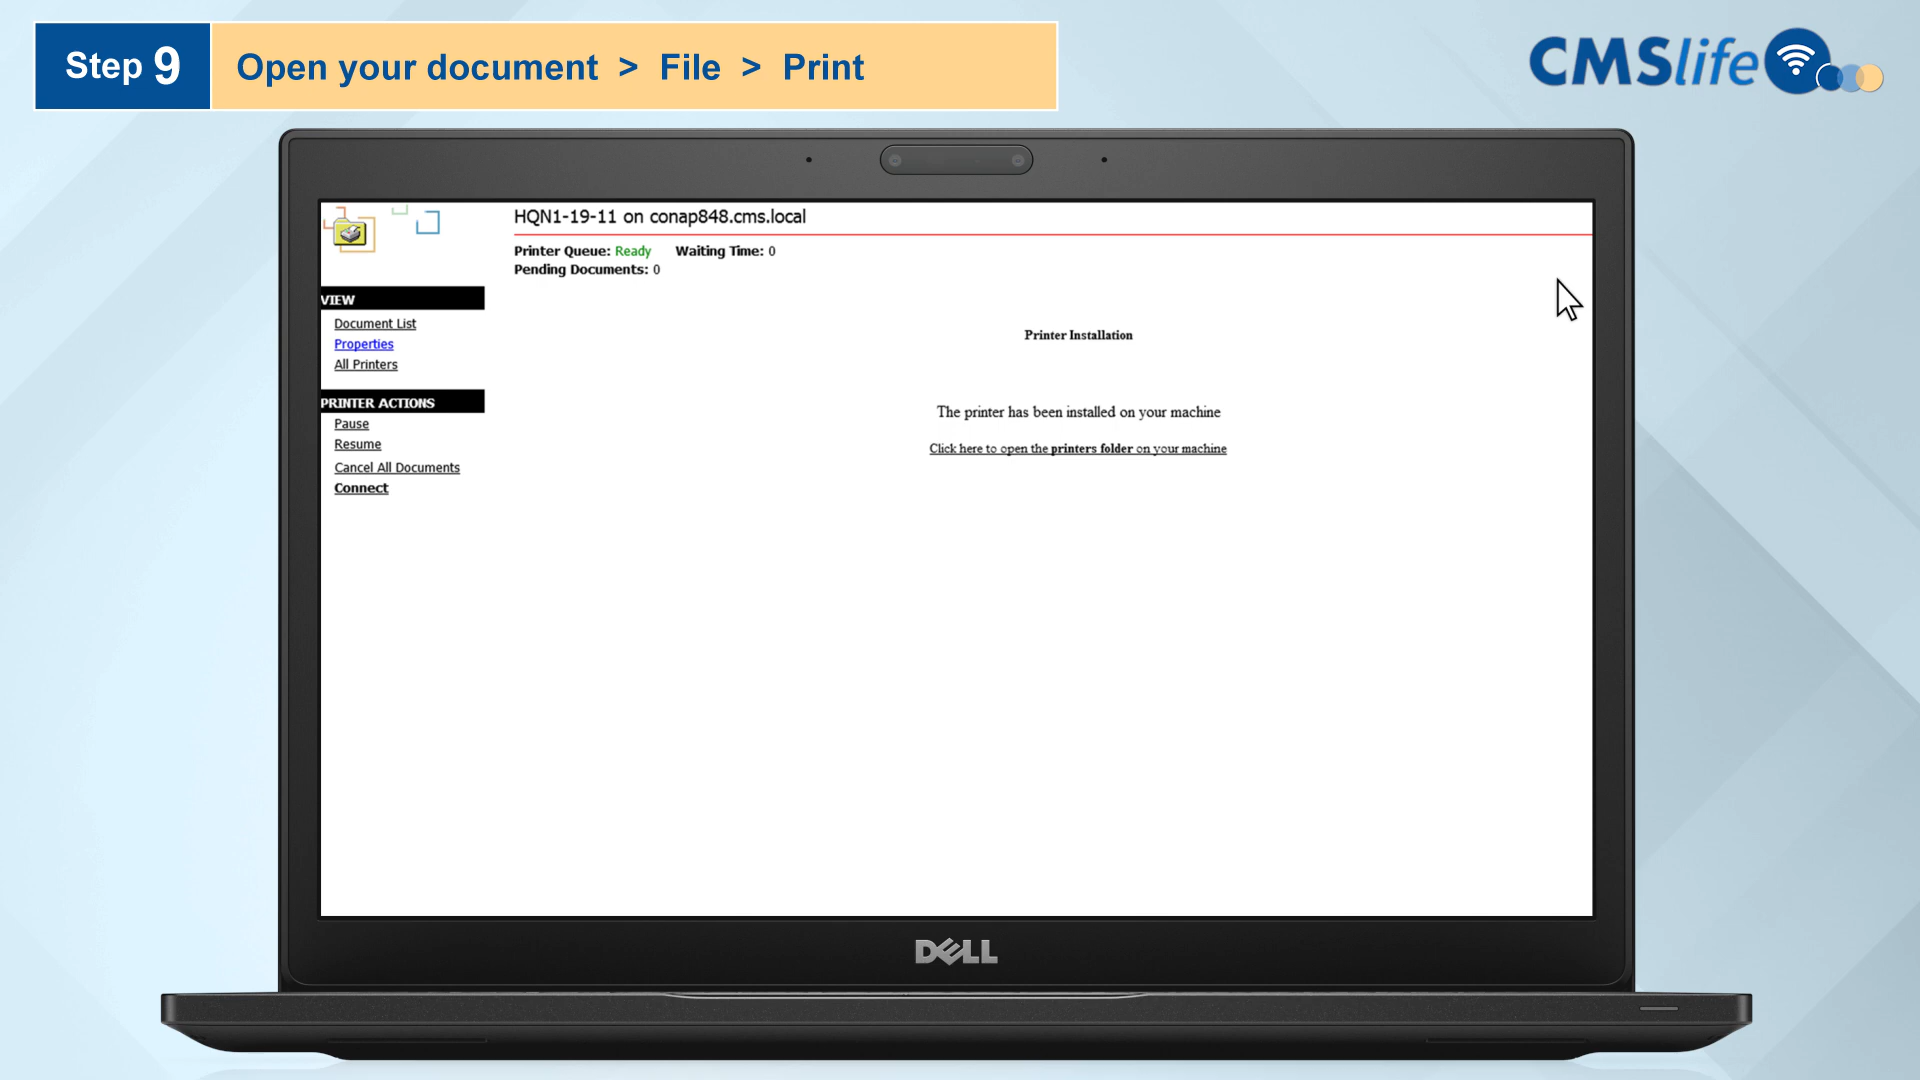 Step 9
Open your document > File > Print
CMSlife
HQN1-19-11 on conap848.cms.local
Printer Queue: Ready Waiting Time: 0
Pending Documents: 0
VIEW
Document List
Properties
All Printers
PRINTER ACTIONS
Pause
Resume
Cancel All Documents
Connect
Printer Installation
The printer has been installed on your machine
Click here to open the printers folder on your machine
DELL